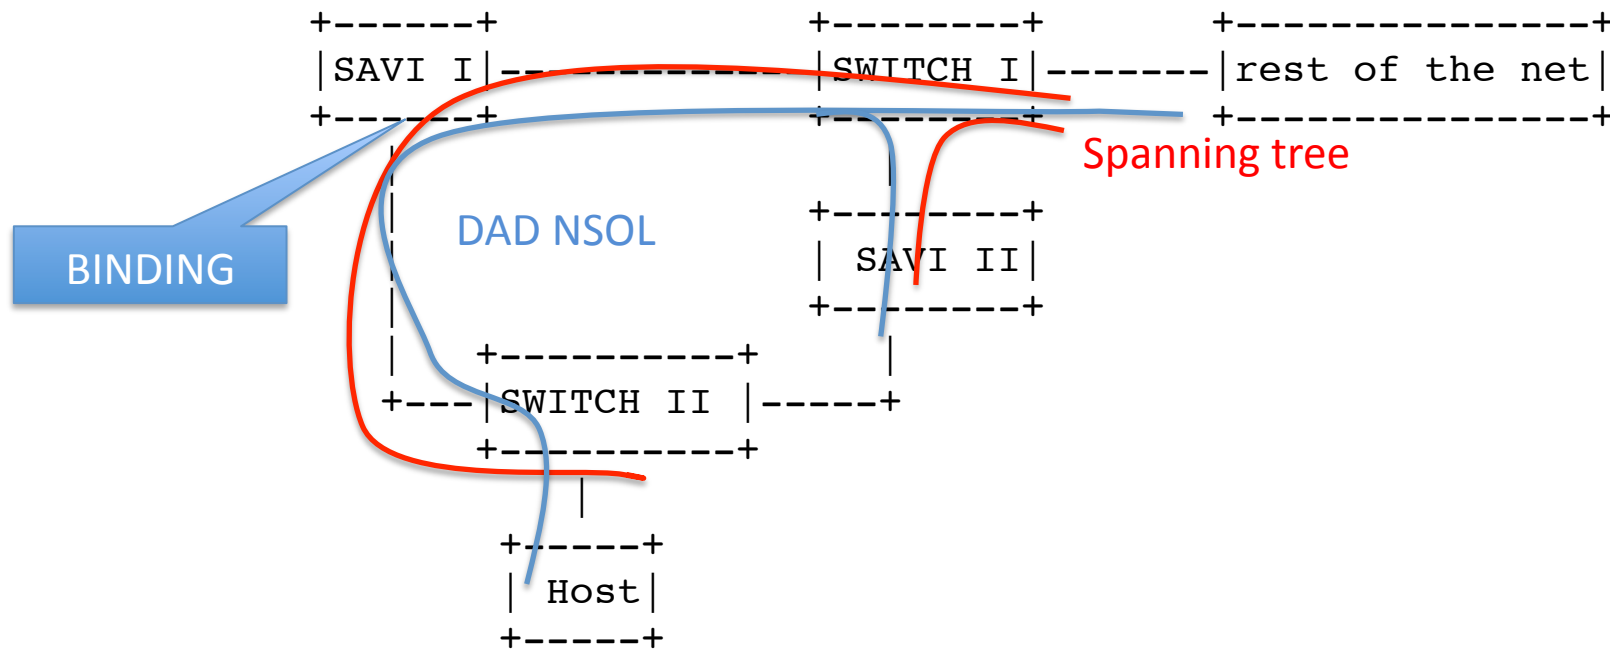 SAVI I
SWITCH I
rest of the net
Spanning tree
DAD NSOL
BINDING
SAVI II
SWITCH II
Host